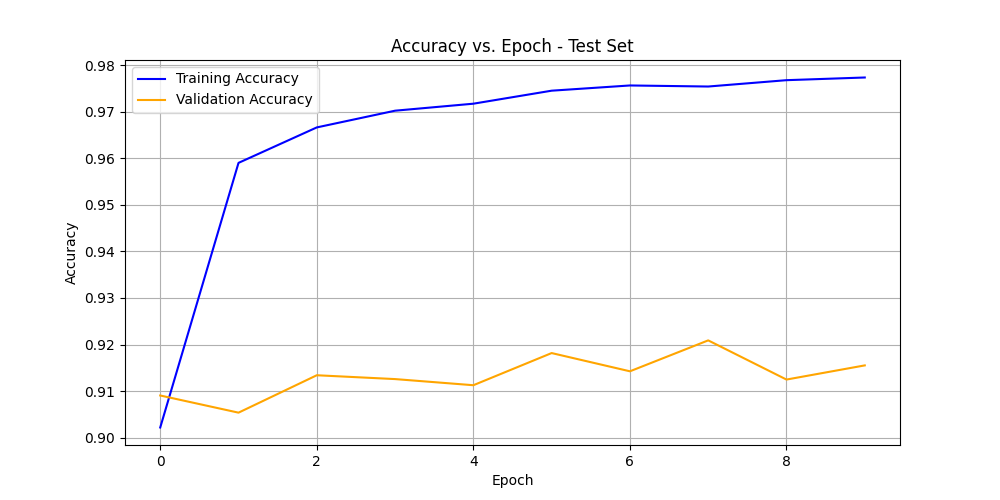 Accuracy vs. Epoch - Test Set
Training Accuracy
Validation Accuracy
0.98
0.97
0.96
0.95
0.94
0.93
0.92
0.91
0.90
Accuracy
0 2 4 6 8
Epoch